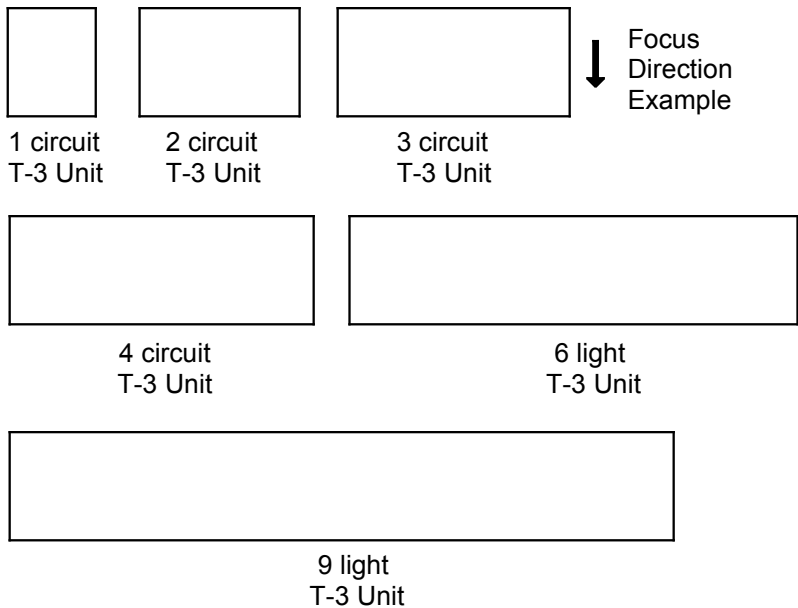 Focus
Direction
Example
1 circuit
T-3 Unit
2 circuit
T-3 Unit
3 circuit
T-3 Unit
4 circuit
T-3 Unit
6 light
T-3 Unit
9 light
T-3 Unit